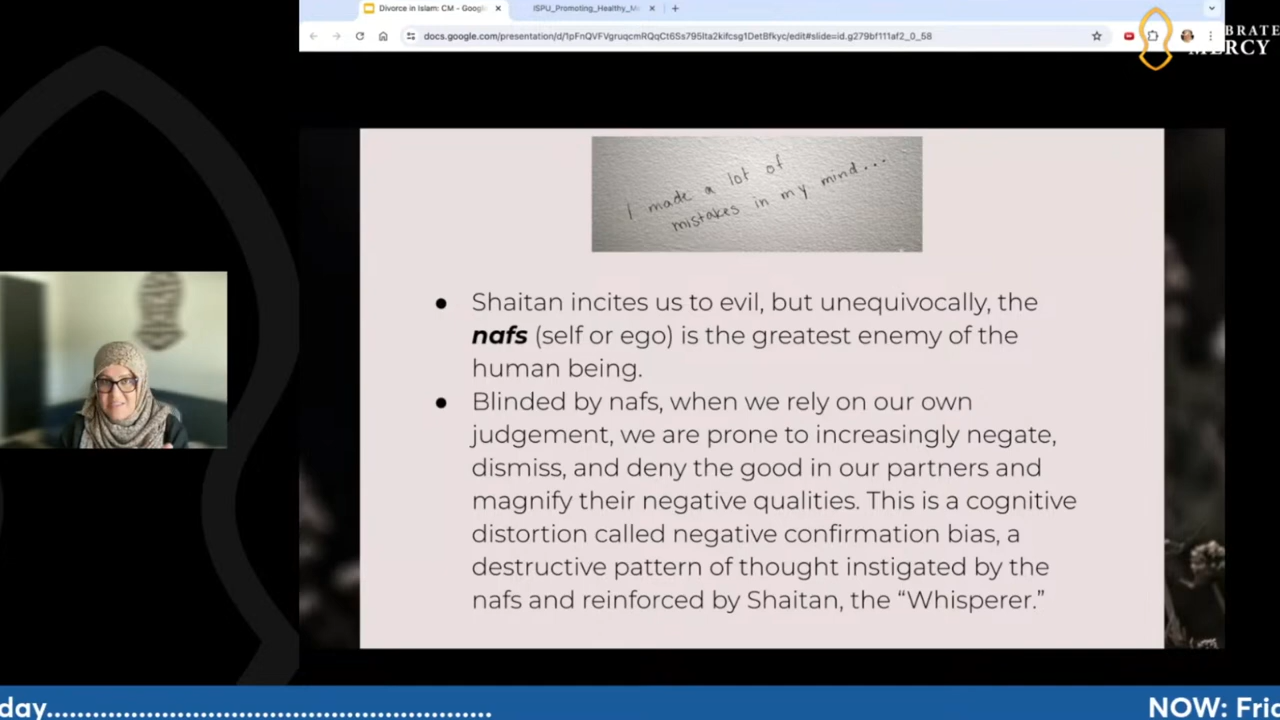 Divorce in Islam: CM - Googl
ISPU_Promoting_Healthy_M
docs.google.com/presentation/d/1pFnQVFVgruqcmRQqCt6Ss795Ita2kifcsg1DetBfkyc/edit#slide=id.g279bf111af2_0_58
BRATE
MERCY
I made a lot of
mistakes in my mind...
● Shaitan incites us to evil, but unequivocally, the
nafs (self or ego) is the greatest enemy of the
human being.
● Blinded by nafs, when we rely on our own
judgement, we are prone to increasingly negate,
dismiss, and deny the good in our partners and
magnify their negative qualities. This is a cognitive
distortion called negative confirmation bias, a
destructive pattern of thought instigated by the
nafs and reinforced by Shaitan, the “Whisperer.”
day.................................................. NOW: Frid